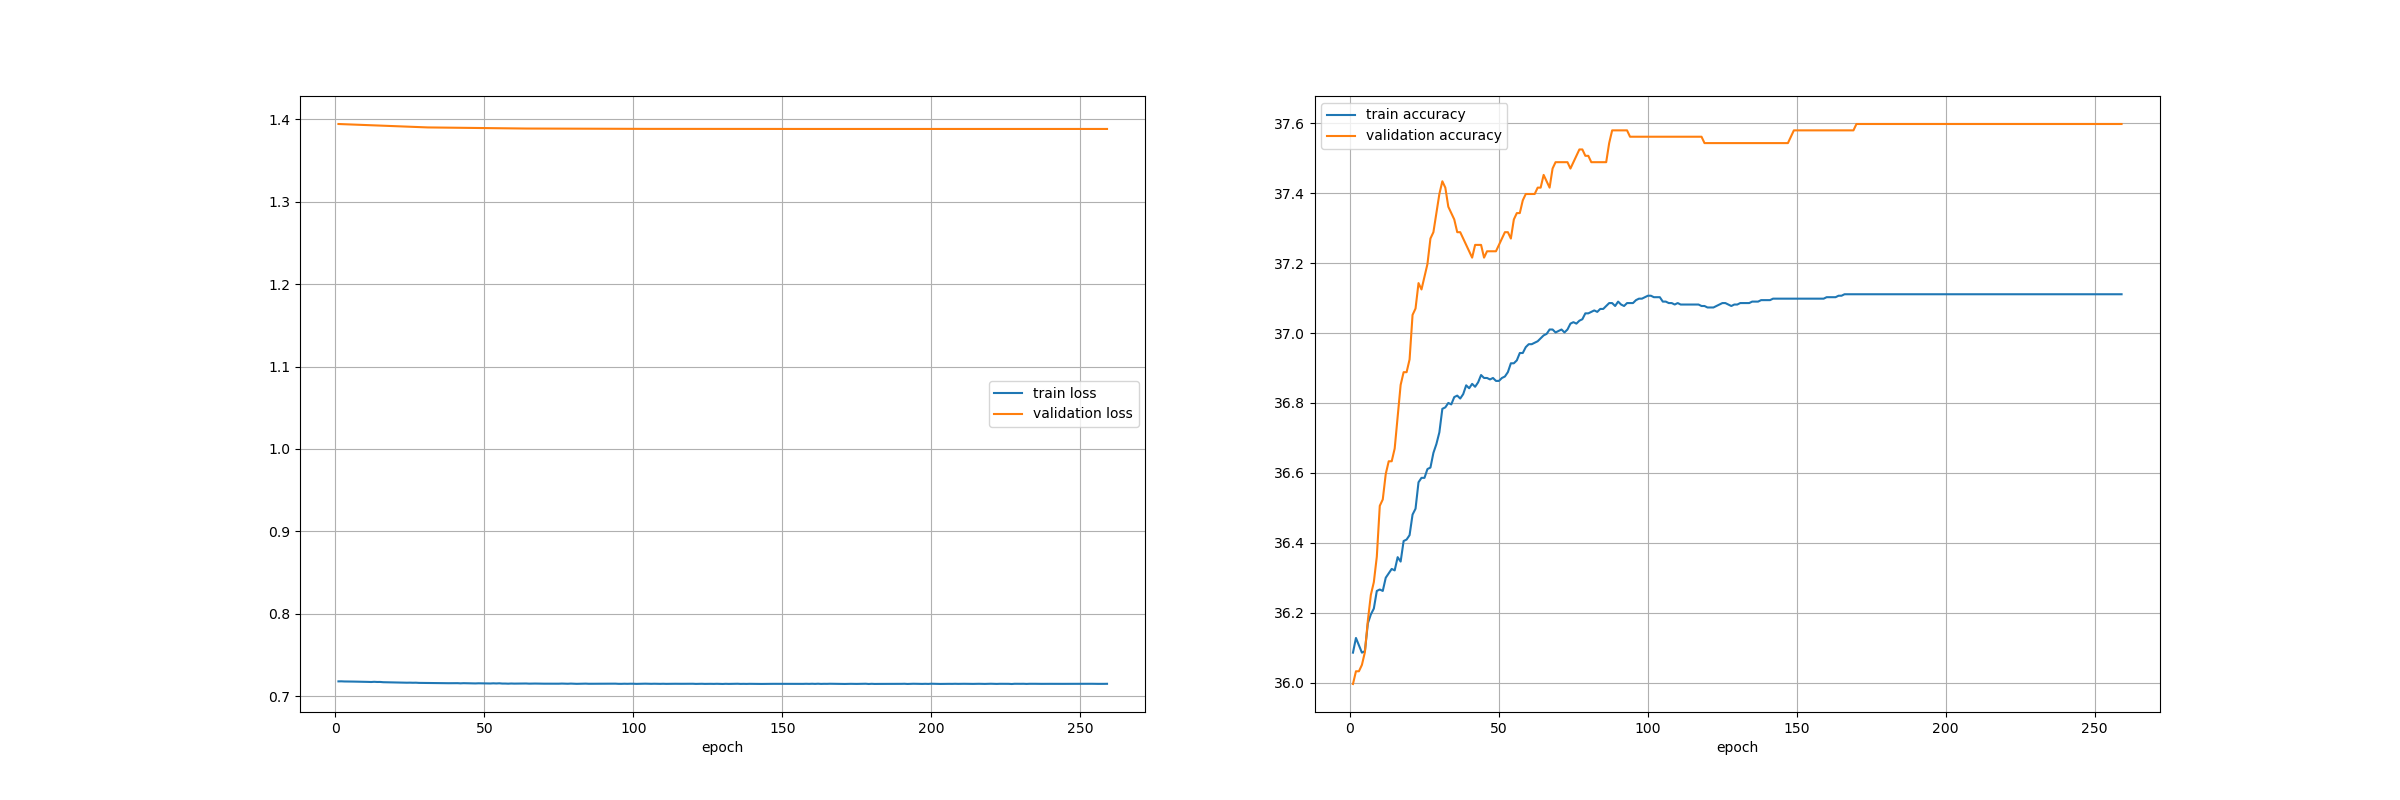 1.4
1.3
1.2
1.1
1.0
0.9
0.8
0.7
0 50 100 150 200 250
epoch
train loss
validation loss
37.6
37.4
37.2
37.0
36.8
36.6
36.4
36.2
36.0
0 50 100 150 200 250
epoch
train accuracy
validation accuracy